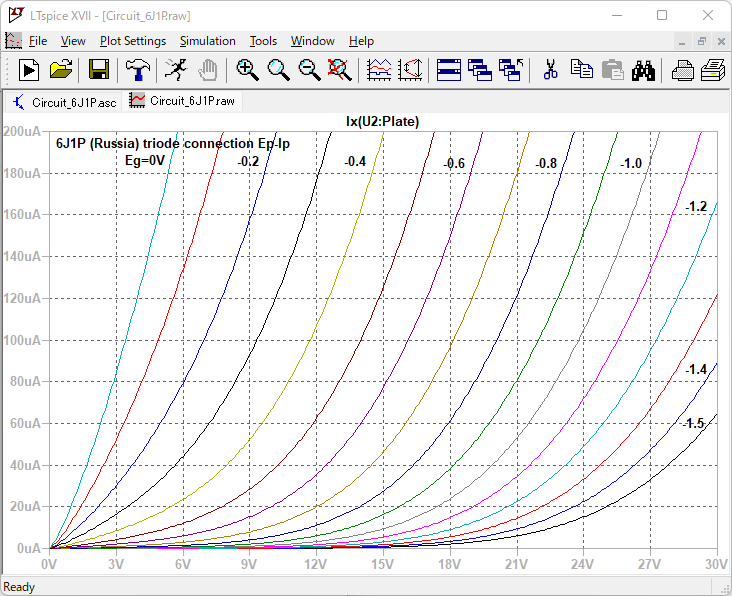 LTspice XVII - [Circuit_6J1P.raw]
File View Plot Settings Simulation Tools Window Help
Circuit_6J1P.asc Circuit_6J1P.raw
Ix(U2:Plate)
200uA
6J1P (Russia) triode connection Ep-Ip
Eg=0V -0.2 -0.4 -0.6 -0.8 -1.0
180uA
-1.2
160uA
140uA
120uA
100uA
-1.4
80uA
-1.5
60uA
40uA
20uA
0uA
0V 3V 6V 9V 12V 15V 18V 21V 24V 27V 30V
Ready